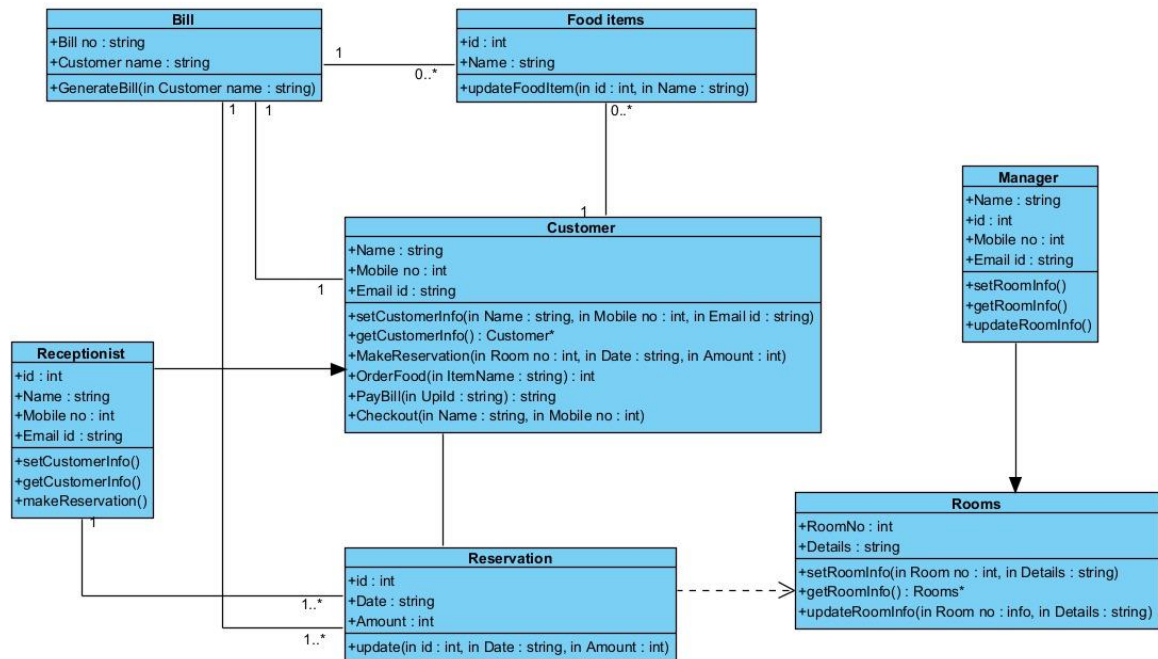 Bill
+Bill no : string
+Customer name : string
+GenerateBill(in Customer name : string)
Food items
+id : int
+Name : string
+updateFoodItem(in id : int, in Name : string)
1
0..*
1
1
0..*
1
1
Customer
+Name : string
+Mobile no : int
+Email id : string
+setCustomerInfo(in Name : string, in Mobile no : int, in Email id : string)
+getCustomerInfo() : Customer*
+MakeReservation(in Room no : int, in Date : string, in Amount : int)
+OrderFood(in ItemName : string) : int
+PayBill(in UpiId : string) : string
+Checkout(in Name : string, in Mobile no : int)
Manager
+Name : string
+id : int
+Mobile no : int
+Email id : string
+setRoomInfo()
+getRoomInfo()
+updateRoomInfo()
Receptionist
+id : int
+Name : string
+Mobile no : int
+Email id : string
+setCustomerInfo()
+getCustomerInfo()
+makeReservation()
1
1..*
1..*
Reservation
+id : int
+Date : string
+Amount : int
+update(in id : int, in Date : string, in Amount : int)
Rooms
+RoomNo : int
+Details : string
+setRoomInfo(in Room no : int, in Details : string)
+getRoomInfo() : Rooms*
+updateRoomInfo(in Room no : info, in Details : string)